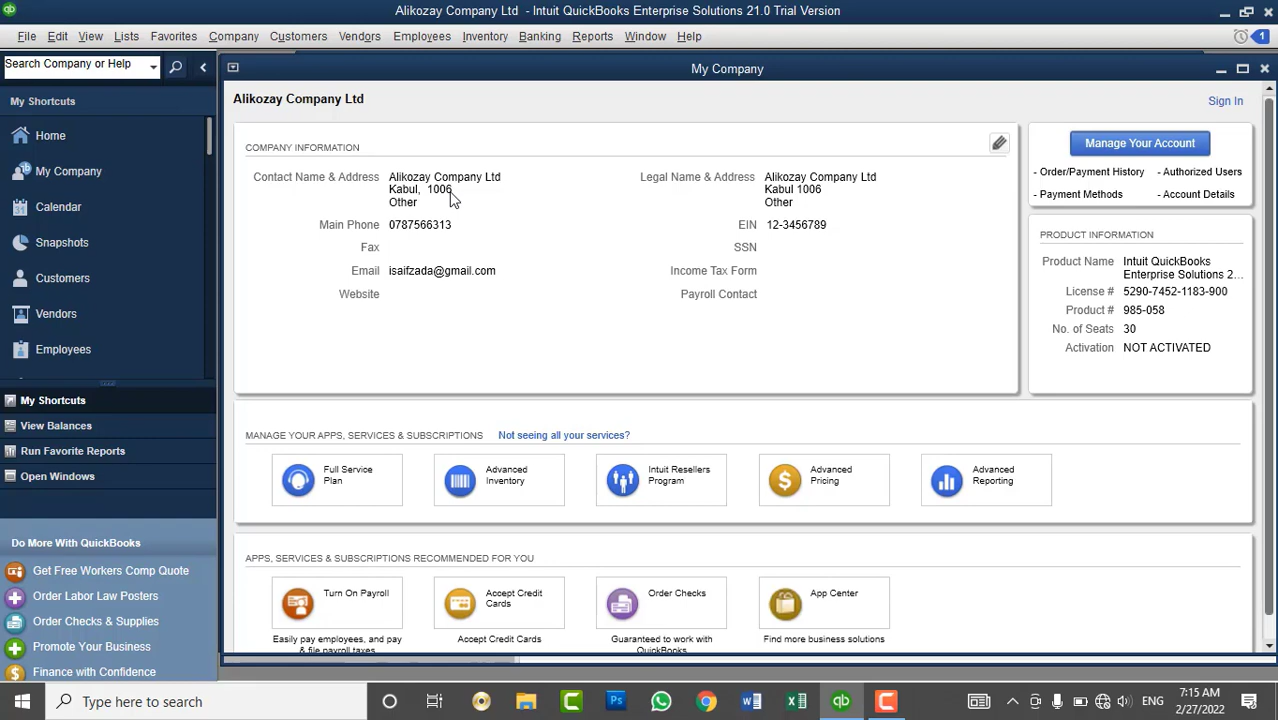 Alikozay Company Ltd - Intuit QuickBooks Enterprise Solutions 21.0 Trial Version
File Edit View Lists Favorites Company Customers Vendors Employees Inventory Banking Reports Window Help
1
Search Company or Help
My Company
My Shortcuts
Home
My Company
Calendar
Snapshots
Customers
Vendors
Employees
My Shortcuts
View Balances
Run Favorite Reports
Open Windows
Do More With QuickBooks
Get Free Workers Comp Quote
Order Labor Law Posters
Order Checks & Supplies
Promote Your Business
Finance with Confidence
Alikozay Company Ltd
Sign In
COMPANY INFORMATION
Contact Name & Address Alikozay Company Ltd
Kabul, 1006
Other
Main Phone 0787566313
Fax
Email isaifzada@gmail.com
Website
Legal Name & Address Alikozay Company Ltd
Kabul 1006
Other
EIN 12-3456789
SSN
Income Tax Form
Payroll Contact
Manage Your Account
- Order/Payment History - Authorized Users
- Payment Methods - Account Details
PRODUCT INFORMATION
Product Name Intuit QuickBooks
Enterprise Solutions 2...
License # 5290-7452-1183-900
Product # 985-058
No. of Seats 30
Activation NOT ACTIVATED
MANAGE YOUR APPS, SERVICES & SUBSCRIPTIONS Not seeing all your services?
Full Service
Plan
Advanced
Inventory
Intuit Resellers
Program
Advanced
Pricing
Advanced
Reporting
APPS, SERVICES & SUBSCRIPTIONS RECOMMENDED FOR YOU
Turn On Payroll
Easily pay employees, and pay
& file payroll taxes
Accept Credit
Cards
Accept Credit Cards
Order Checks
Guaranteed to work with
QuickBooks
App Center
Find more business solutions
Type here to search
ENG
7:15 AM
2/27/2022